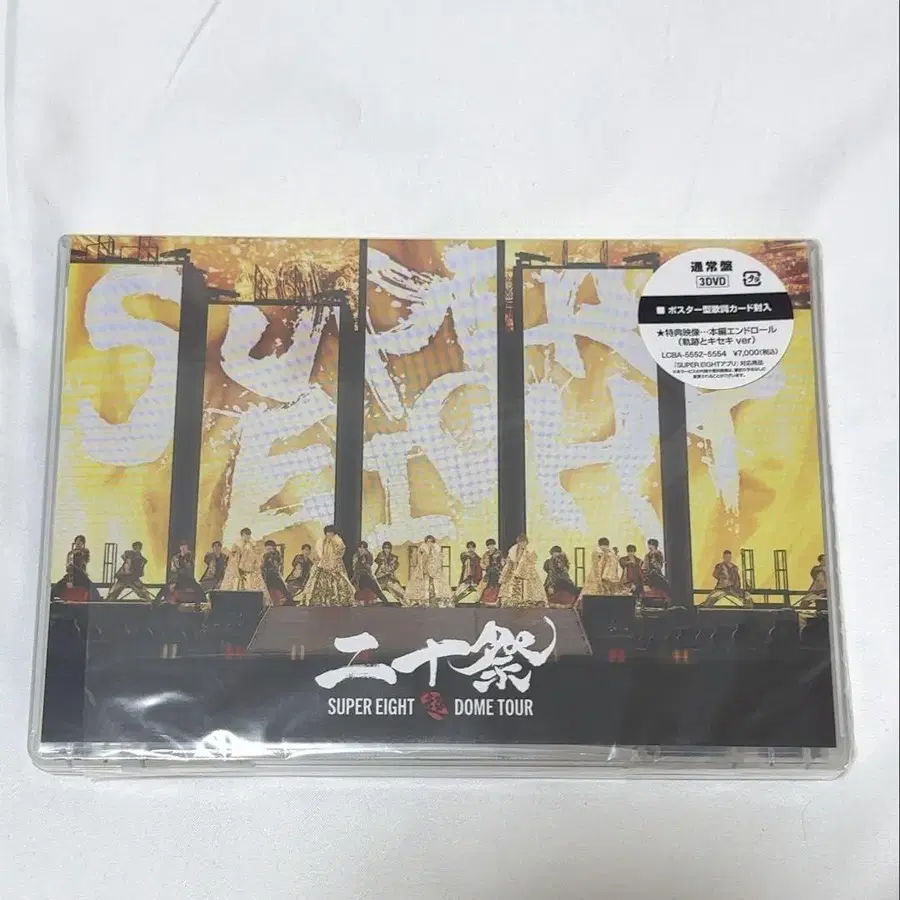 SUPER
EIGHT
通常盤
3DVD
■ ポスター型歌詞カード封入
★特典映像…本編エンドロール
(軌跡とキセキ ver)
LCBA-5552-5554 ¥7,000(税込)
「SUPER EIGHTアプリ」対応商品
二十祭
SUPER EIGHT 超 DOME TOUR